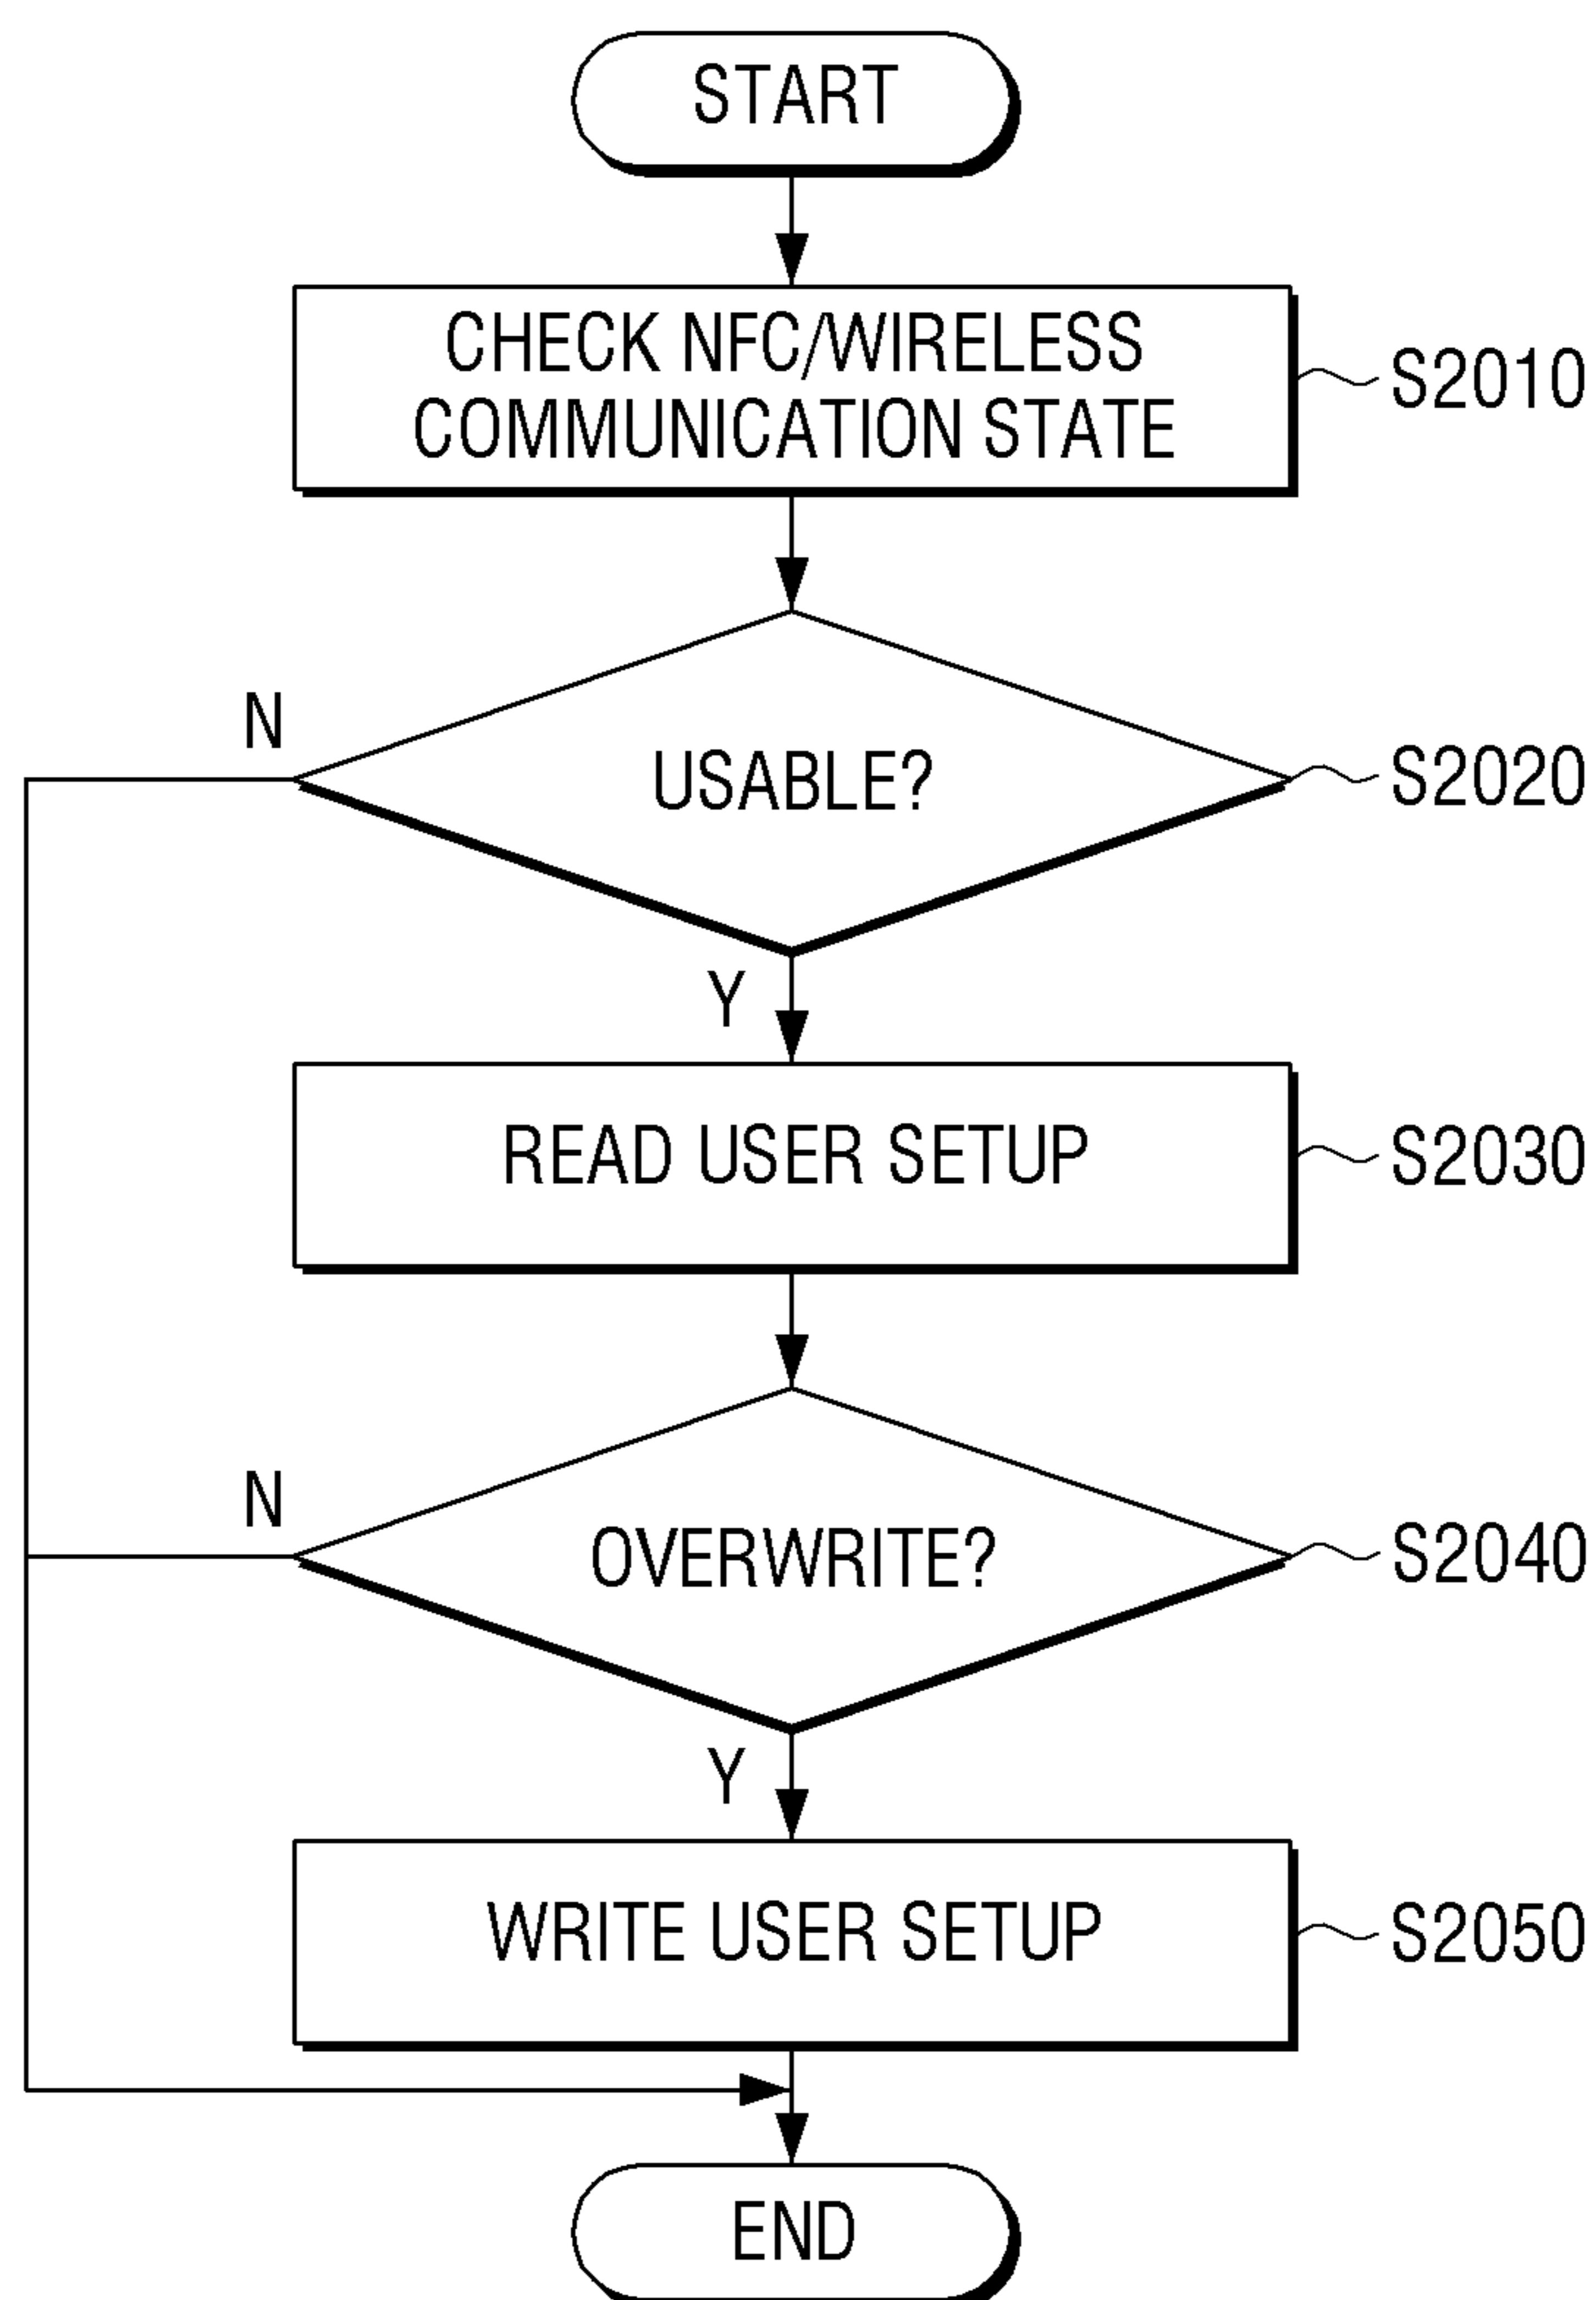 START
CHECK NFC/WIRELESS
COMMUNICATION STATE
S2010
N
USABLE?
S2020
Y
READ USER SETUP
S2030
N
OVERWRITE?
S2040
Y
WRITE USER SETUP
S2050
END